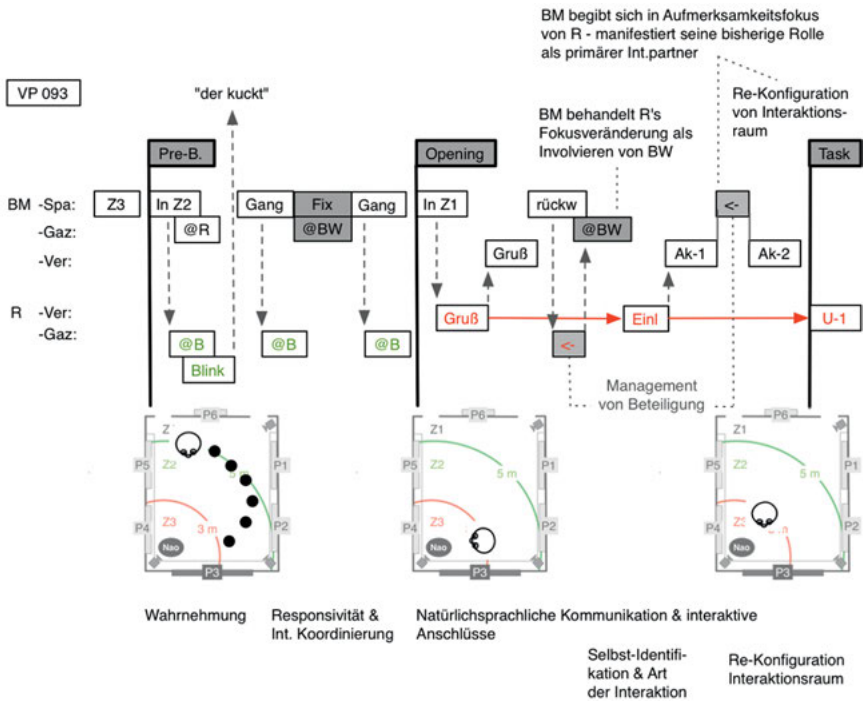 BM begibt sich in Aufmerksamkeitsfokus
von R - manifestiert seine bisherige Rolle
als primärer Int.partner
VP 093
"der kuckt"
Re-Konfiguration
von Interaktions-
raum
BM behandelt R's
Fokusveränderung als
Involvieren von BW
Pre-B.
Opening
Task
BM -Spa: Z3 In Z2 Gang Fix Gang In Z1 rückw <-
-Gaz: @R @BW @BW
-Ver: Gruß Ak-1 Ak-2
R -Ver: Gruß Einl U-1
-Gaz: @B @B @B <-
Blink
Management
von Beteiligung
P6 P6 P6
Z1 Z1
Z2 Z2 Z2
P5 P1 P5 P1 P5 P1
5 m 5 m
P4 P2 P4 P2 P4 P2
Z3 3 m Z3 3 m
Nao Nao Nao
P3 P3 P3
Wahrnehmung
Responsivität &
Int. Koordinierung
Natürlichsprachliche Kommunikation & interaktive
Anschlüsse
Selbst-Identifi-
kation & Art
der Interaktion
Re-Konfiguration
Interaktionsraum